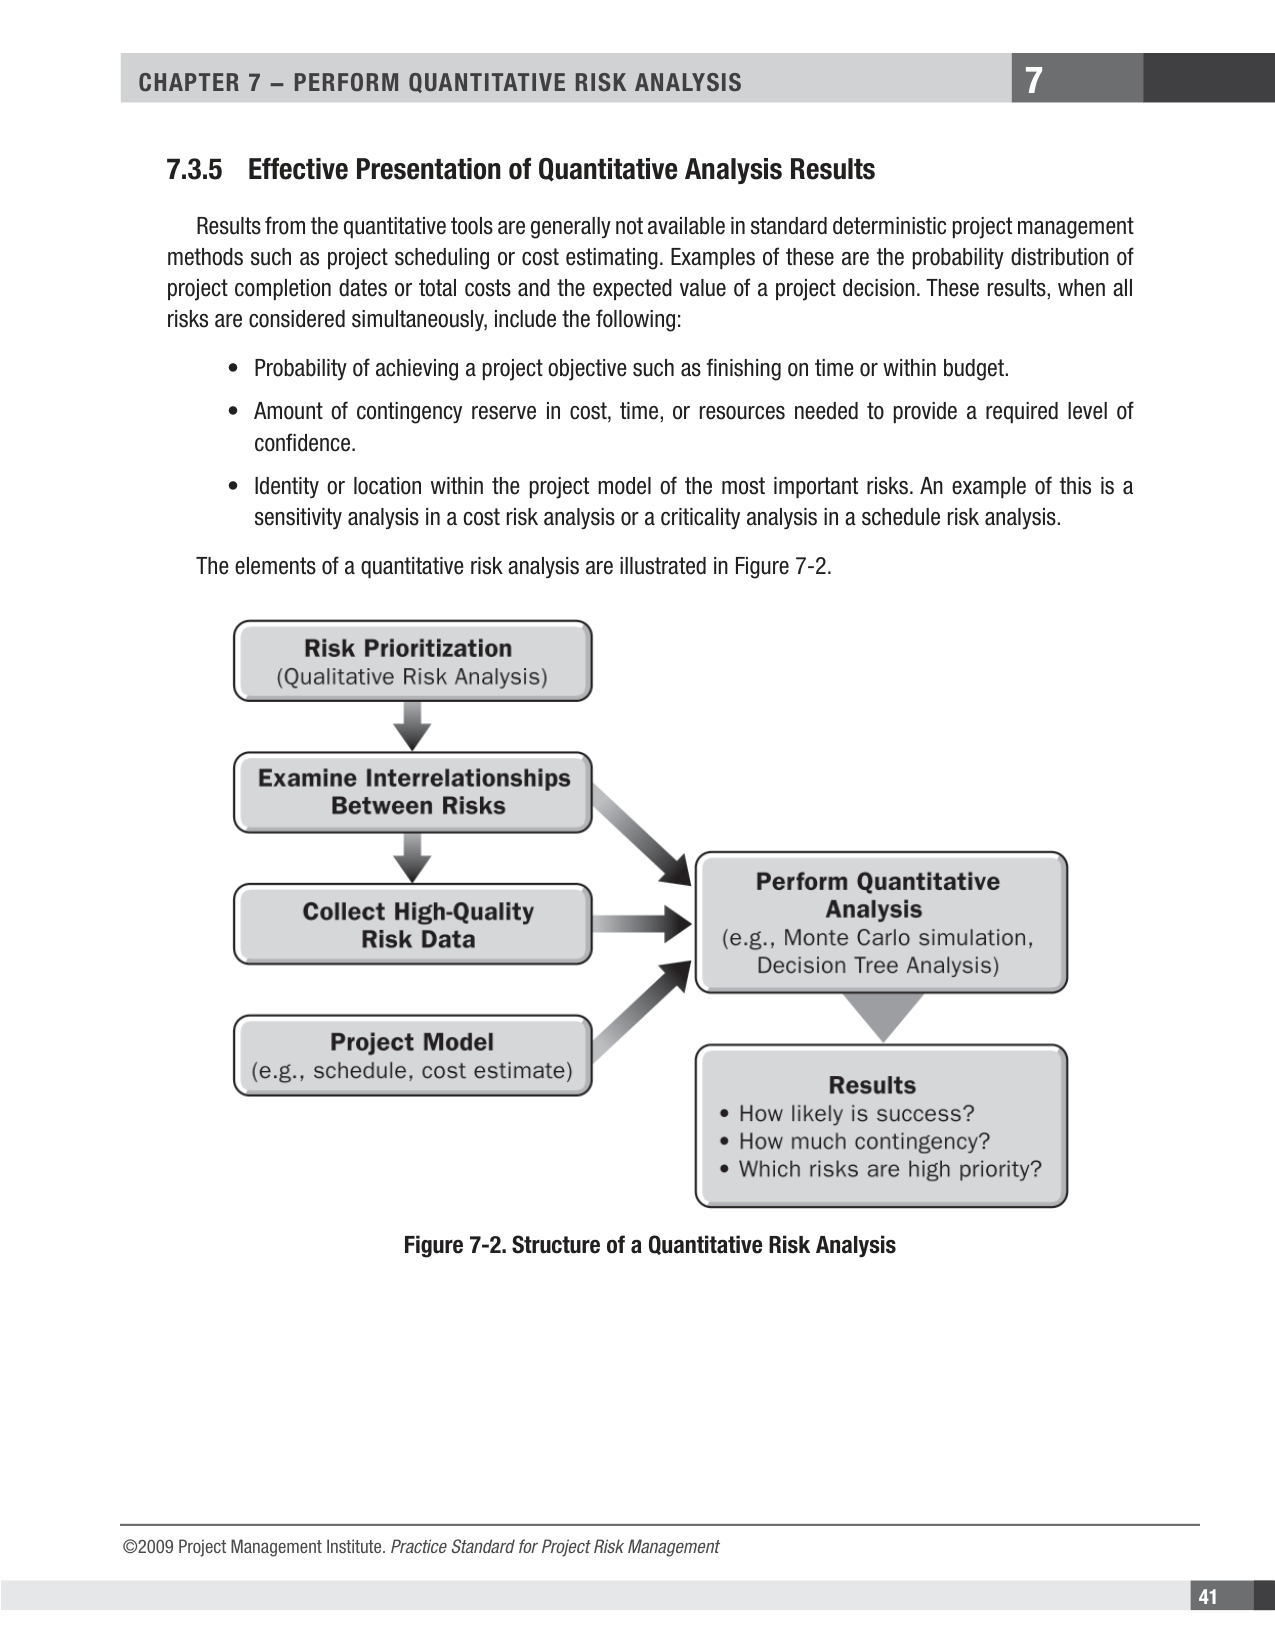 CHAPTER 7 – PERFORM QUANTITATIVE RISK ANALYSIS
7
7.3.5 Effective Presentation of Quantitative Analysis Results
Results from the quantitative tools are generally not available in standard deterministic project management
methods such as project scheduling or cost estimating. Examples of these are the probability distribution of
project completion dates or total costs and the expected value of a project decision. These results, when all
risks are considered simultaneously, include the following:
• Probability of achieving a project objective such as finishing on time or within budget.
• Amount of contingency reserve in cost, time, or resources needed to provide a required level of
confidence.
• Identity or location within the project model of the most important risks. An example of this is a
sensitivity analysis in a cost risk analysis or a criticality analysis in a schedule risk analysis.
The elements of a quantitative risk analysis are illustrated in Figure 7-2.
Risk Prioritization
(Qualitative Risk Analysis)
Examine Interrelationships
Between Risks
Collect High-Quality
Risk Data
Project Model
(e.g., schedule, cost estimate)
Perform Quantitative
Analysis
(e.g., Monte Carlo simulation,
Decision Tree Analysis)
Results
• How likely is success?
• How much contingency?
• Which risks are high priority?
Figure 7-2. Structure of a Quantitative Risk Analysis
©2009 Project Management Institute. Practice Standard for Project Risk Management
41